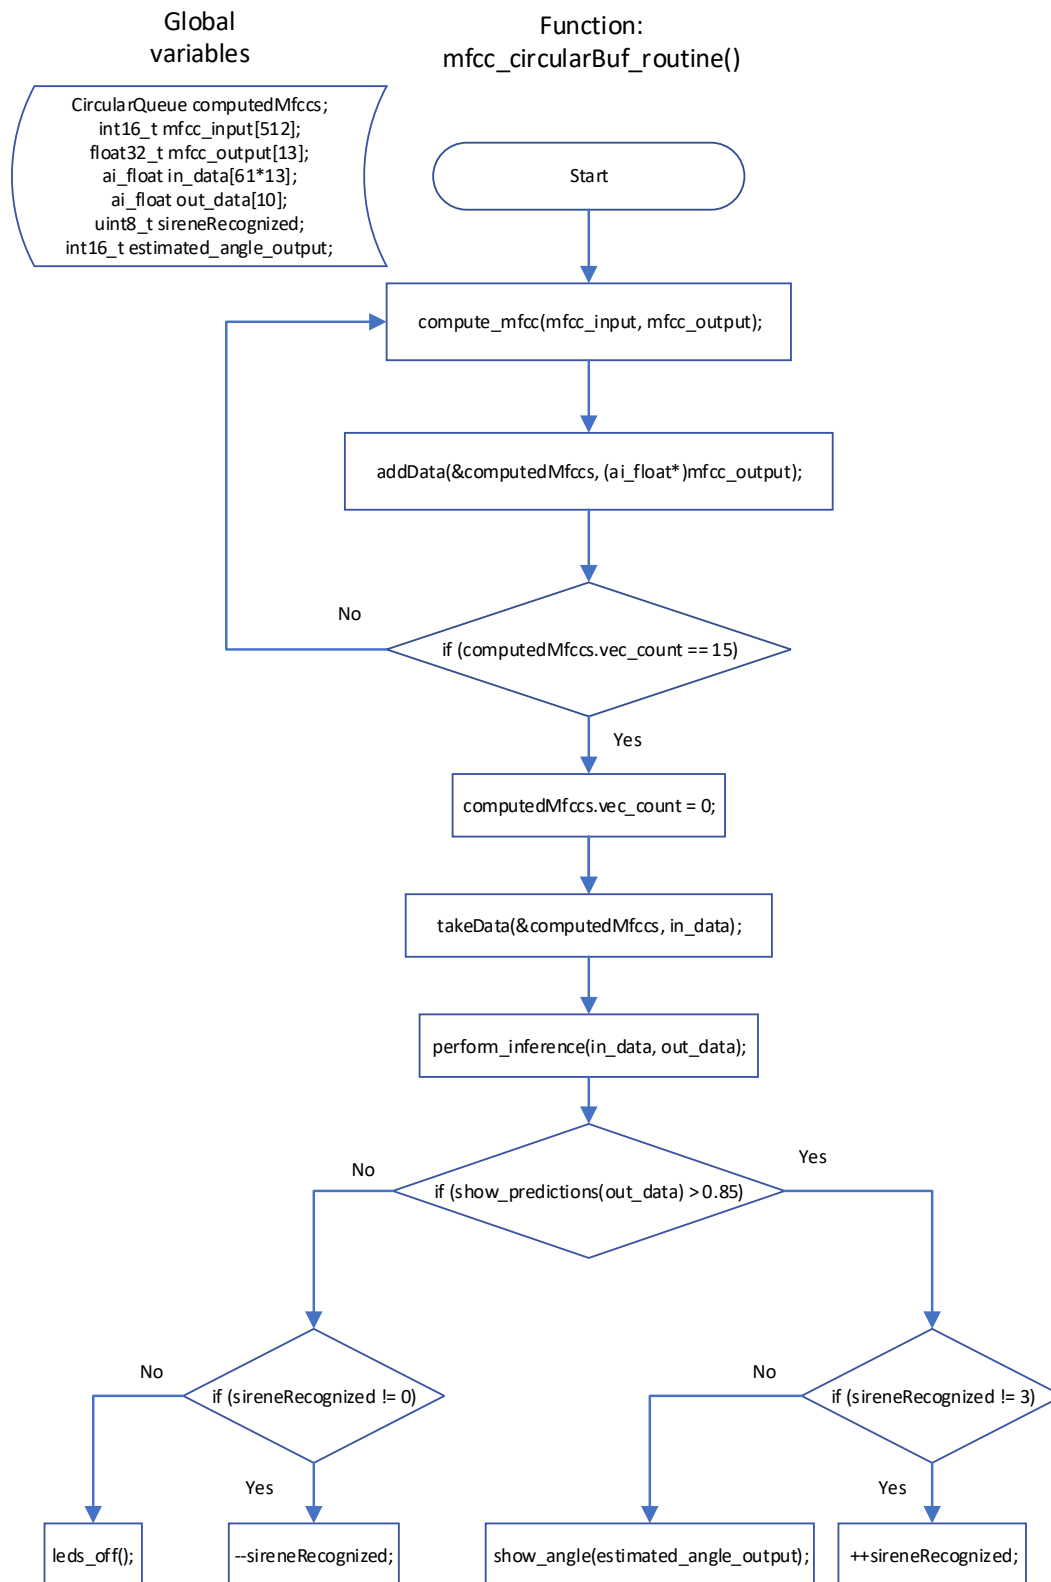 Global
variables
Function:
mfcc_circularBuf_routine()
CircularQueue computedMfccs;
int16_t mfcc_input[512];
float32_t mfcc_output[13];
ai_float in_data[61*13];
ai_float out_data[10];
uint8_t sireneRecognized;
int16_t estimated_angle_output;
Start
compute_mfcc(mfcc_input, mfcc_output);
addData(&computedMfccs, (ai_float*)mfcc_output);
No
if (computedMfccs.vec_count == 15)
Yes
computedMfccs.vec_count = 0;
takeData(&computedMfccs, in_data);
perform_inference(in_data, out_data);
No
Yes
if (show_predictions(out_data) > 0.85)
No
if (sireneRecognized != 0)
Yes
No
if (sireneRecognized != 3)
Yes
leds_off();
--sireneRecognized;
show_angle(estimated_angle_output);
++sireneRecognized;